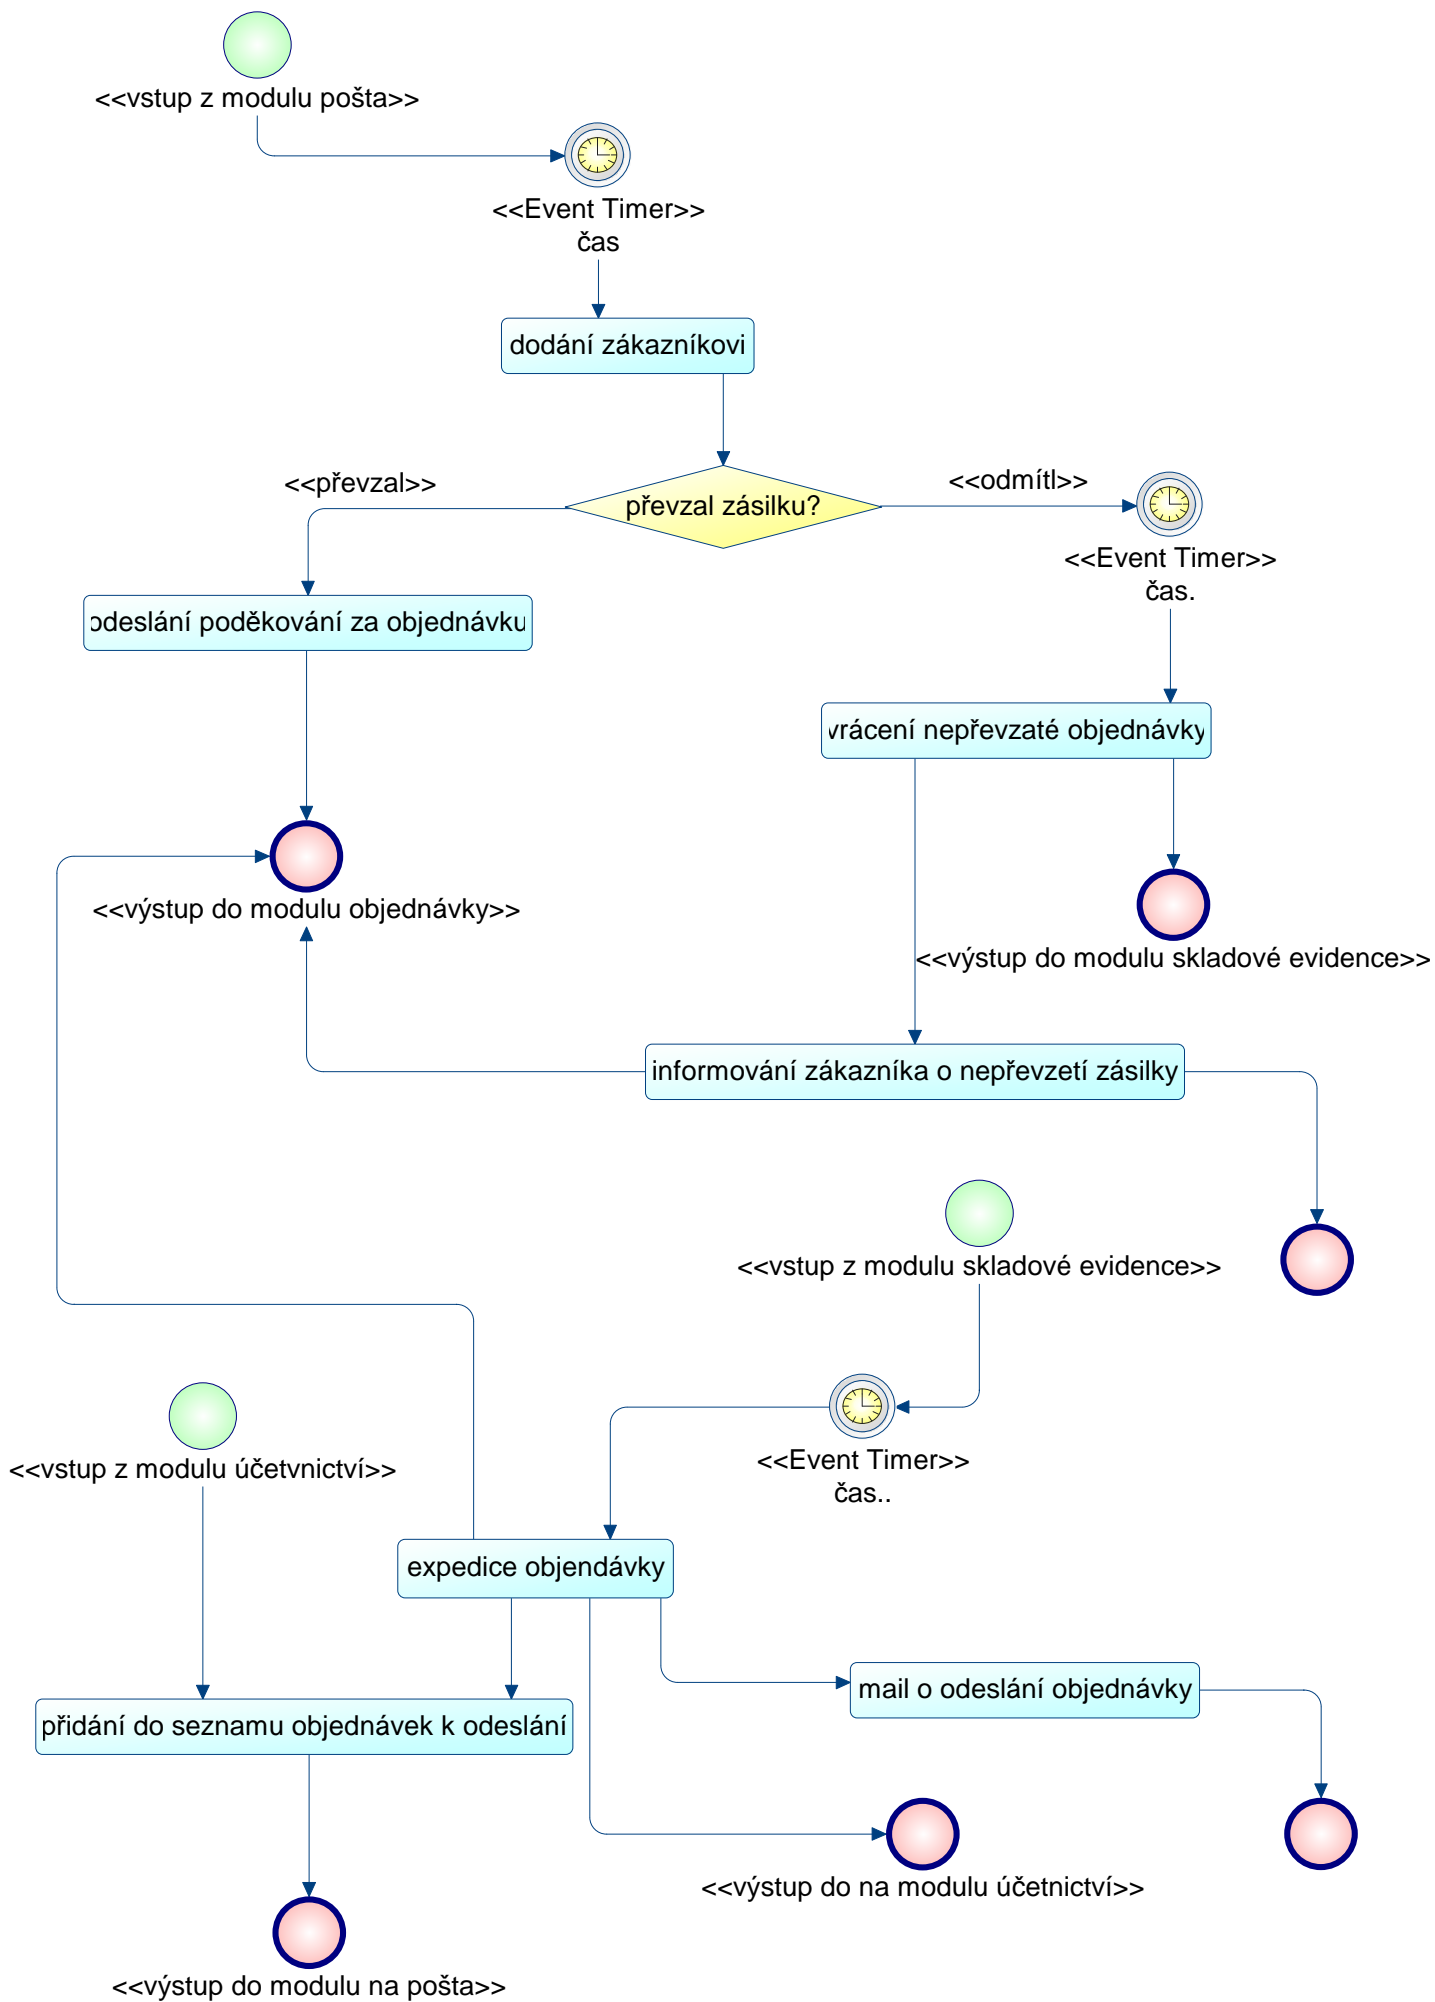 <<vstup z modulu pošta>>
<<Event Timer>>
čas
dodání zákazníkovi
<<převzal>>
převzal zásilku?
<<odmítl>>
<<Event Timer>>
čas.
odeslání poděkování za objednávku
vrácení nepřevzaté objednávky
<<výstup do modulu objednávky>>
<<výstup do modulu skladové evidence>>
informování zákazníka o nepřevzetí zásilky
<<vstup z modulu skladové evidence>>
<<vstup z modulu účetvnictví>>
<<Event Timer>>
čas..
expedice objendávky
mail o odeslání objednávky
přidání do seznamu objednávek k odeslání
<<výstup do na modulu účetnictví>>
<<výstup do modulu na pošta>>